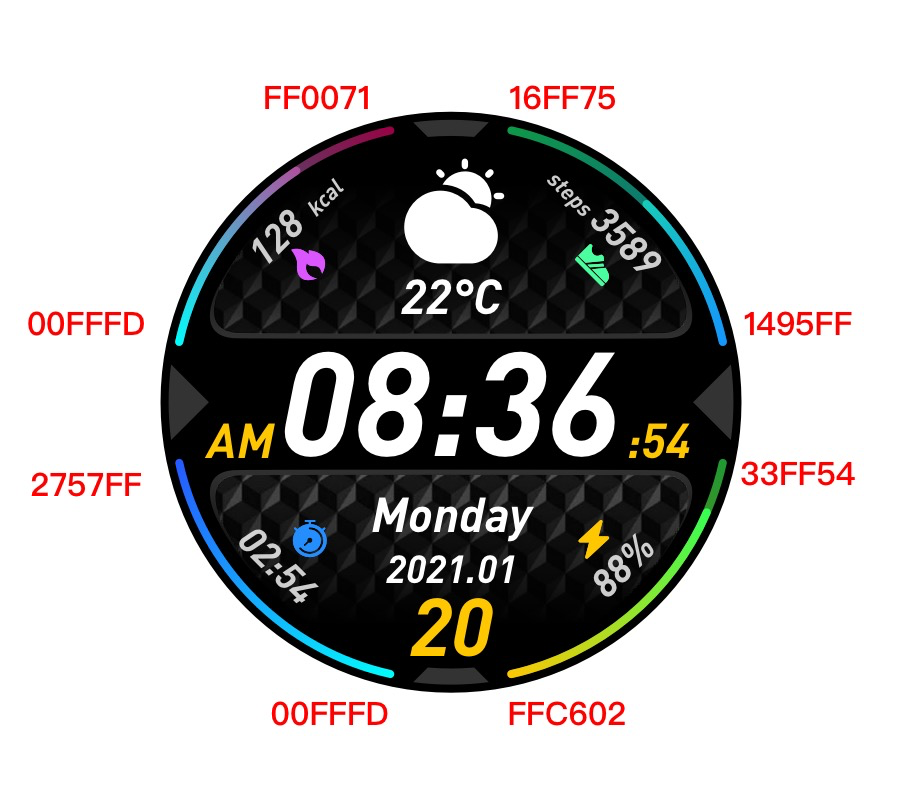 FF0071
16FF75
128 kcal
steps 3589
22°C
00FFFD
1495FF
AM 08:36 :54
2757FF
33FF54
Monday
02:54
2021.01
88%
20
00FFFD
FFC602